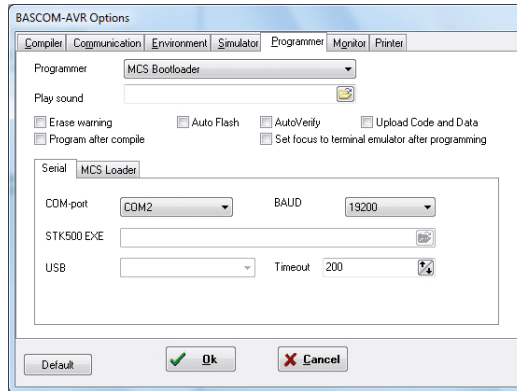 BASCOM-AVR Options
Compiler Communication Environment Simulator Programmer Monitor Printer
Programmer MCS Bootloader
Play sound
Erase warning Auto Flash AutoVerify Upload Code and Data
Program after compile Set focus to terminal emulator after programming
Serial MCS Loader
COM-port COM2 BAUD 19200
STK500 EXE
USB Timeout 200
Default Ok Cancel